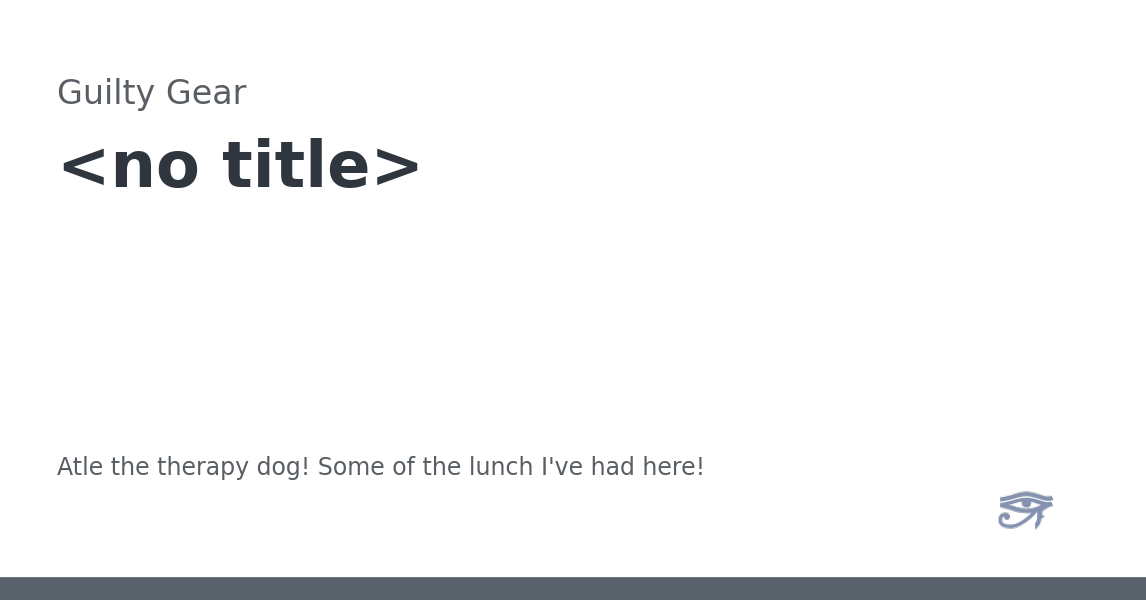 Guilty Gear
<no title>
Atle the therapy dog! Some of the lunch I've had here!